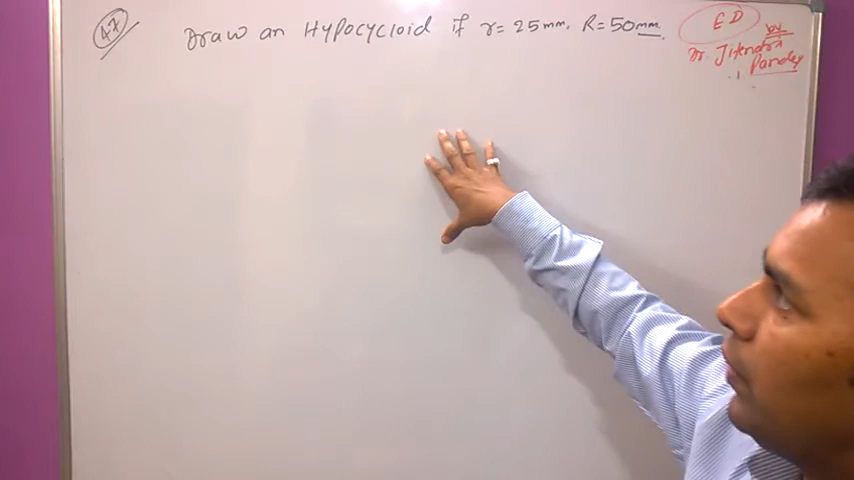 47
Draw an Hypocycloid if r = 25 mm, R = 50 mm.
ED
by
Dr. Jitendra
Pandey